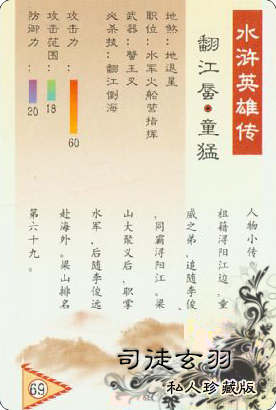 水浒英雄传
翻江蜃·童猛
地煞:地退星
职位:水军火船营指挥
武器:王叉
必杀技:翻江倒海
攻击力:
60
攻击范围:
18
防御力:
20
人物小传。
祖籍浔阳江边,童
威之弟,追随李俊
,同霸浔阳江。梁
山大聚义后,职掌
水军,后随李俊远
赴海外。梁山排名
第六十九。
69
司徒玄羽
私人珍藏版